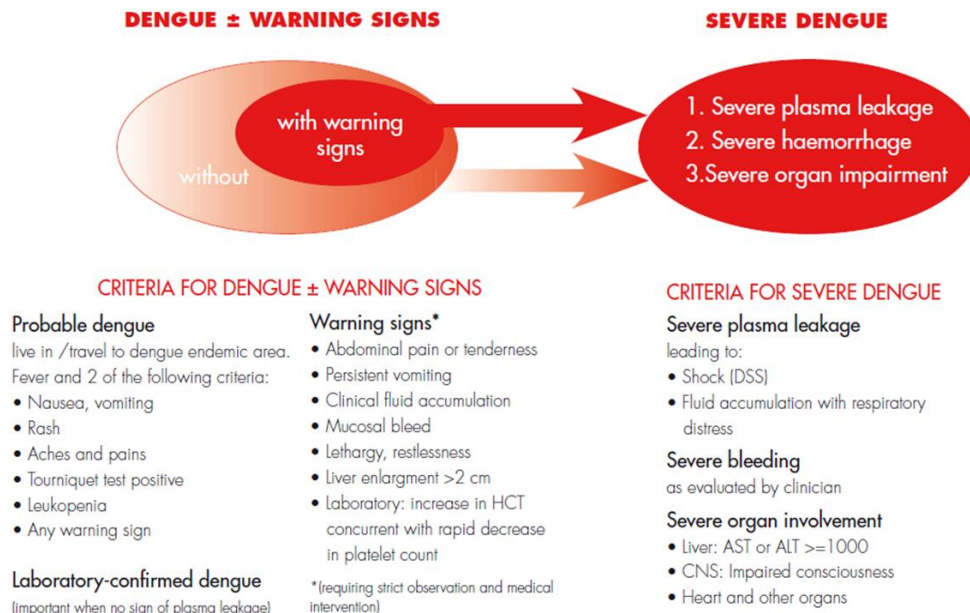 DENGUE ± WARNING SIGNS
SEVERE DENGUE
with warning
signs
without
1. Severe plasma leakage
2. Severe haemorrhage
3.Severe organ impairment
CRITERIA FOR DENGUE ± WARNING SIGNS
Probable dengue
live in /travel to dengue endemic area.
Fever and 2 of the following criteria:
• Nausea, vomiting
• Rash
• Aches and pains
• Tourniquet test positive
• Leukopenia
• Any warning sign
Laboratory-confirmed dengue
(important when no sign of plasma leakage)
Warning signs*
• Abdominal pain or tenderness
• Persistent vomiting
• Clinical fluid accumulation
• Mucosal bleed
• Lethargy, restlessness
• Liver enlargment >2 cm
• Laboratory: increase in HCT
concurrent with rapid decrease
in platelet count
*(requiring strict observation and medical
intervention)
CRITERIA FOR SEVERE DENGUE
Severe plasma leakage
leading to:
• Shock (DSS)
• Fluid accumulation with respiratory
distress
Severe bleeding
as evaluated by clinician
Severe organ involvement
• Liver: AST or ALT >=1000
• CNS: Impaired consciousness
• Heart and other organs